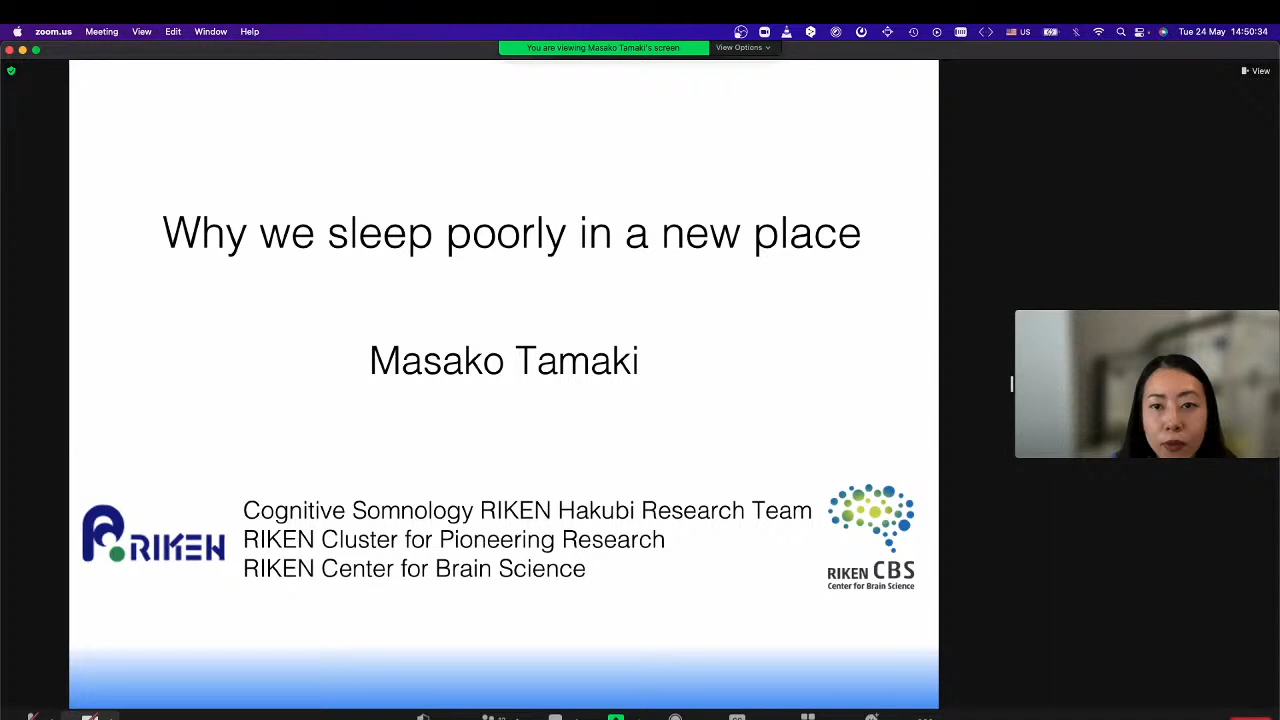 zoom.us Meeting View Edit Window Help
US Tue 24 May 14:50:34
You are viewing Masako Tamaki's screen View Options
View
Why we sleep poorly in a new place
Masako Tamaki
RIKEN
Cognitive Somnology RIKEN Hakubi Research Team
RIKEN Cluster for Pioneering Research
RIKEN Center for Brain Science
RIKEN CBS
Center for Brain Science